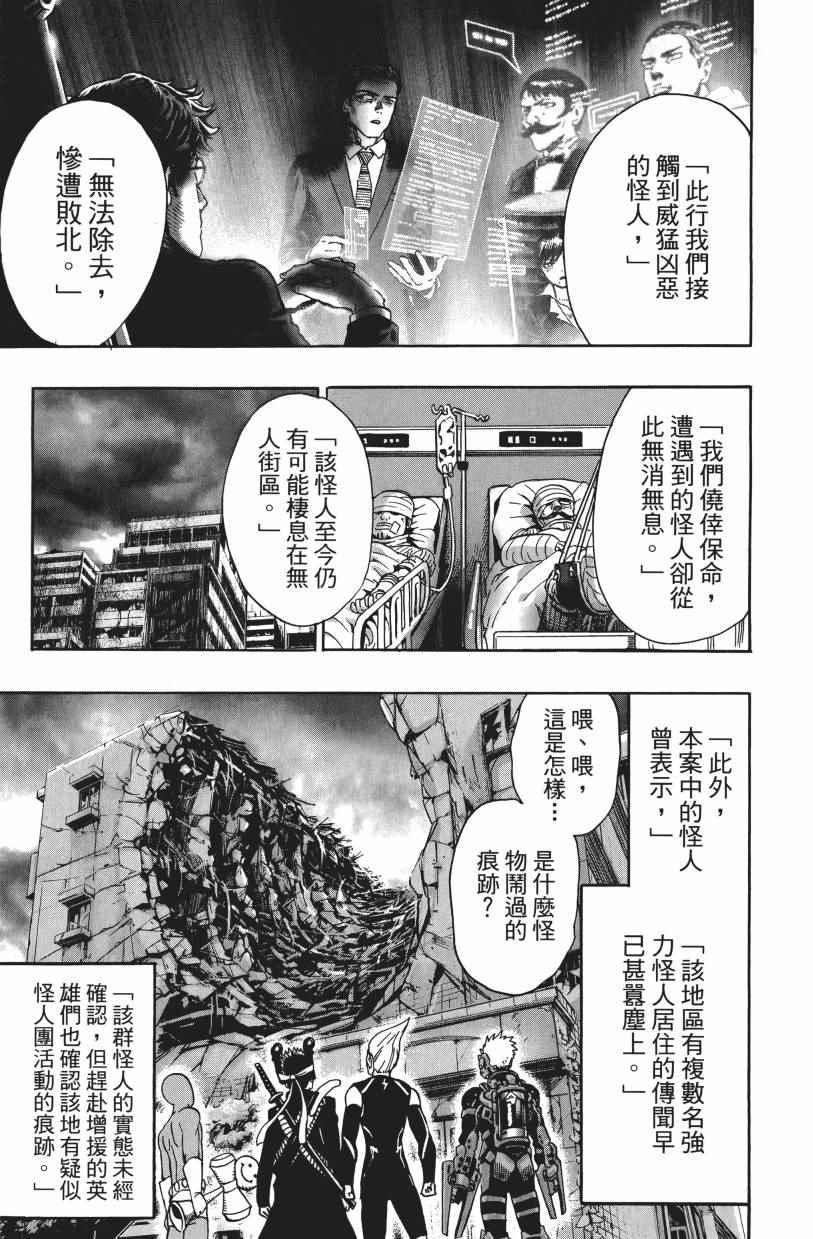 「此行我們接
觸到威猛凶惡
的怪人，」
「無法除去，
慘遭敗北。」
「我們僥倖保命，
遭遇到的怪人卻從
此無消無息。」
「該怪人至今仍
有可能棲息在無
人街區。」
「此外，
本案中的怪人
曾表示，」
「該地區有複數名強
力怪人居住的傳聞早
已甚囂塵上。」
喂、喂，
這是怎樣…
是什麼怪
物鬧過的
痕跡？
「該群怪人的實態未經
確認，但趕赴增援的英
雄們也確認該地有疑似
怪人團活動的痕跡。」